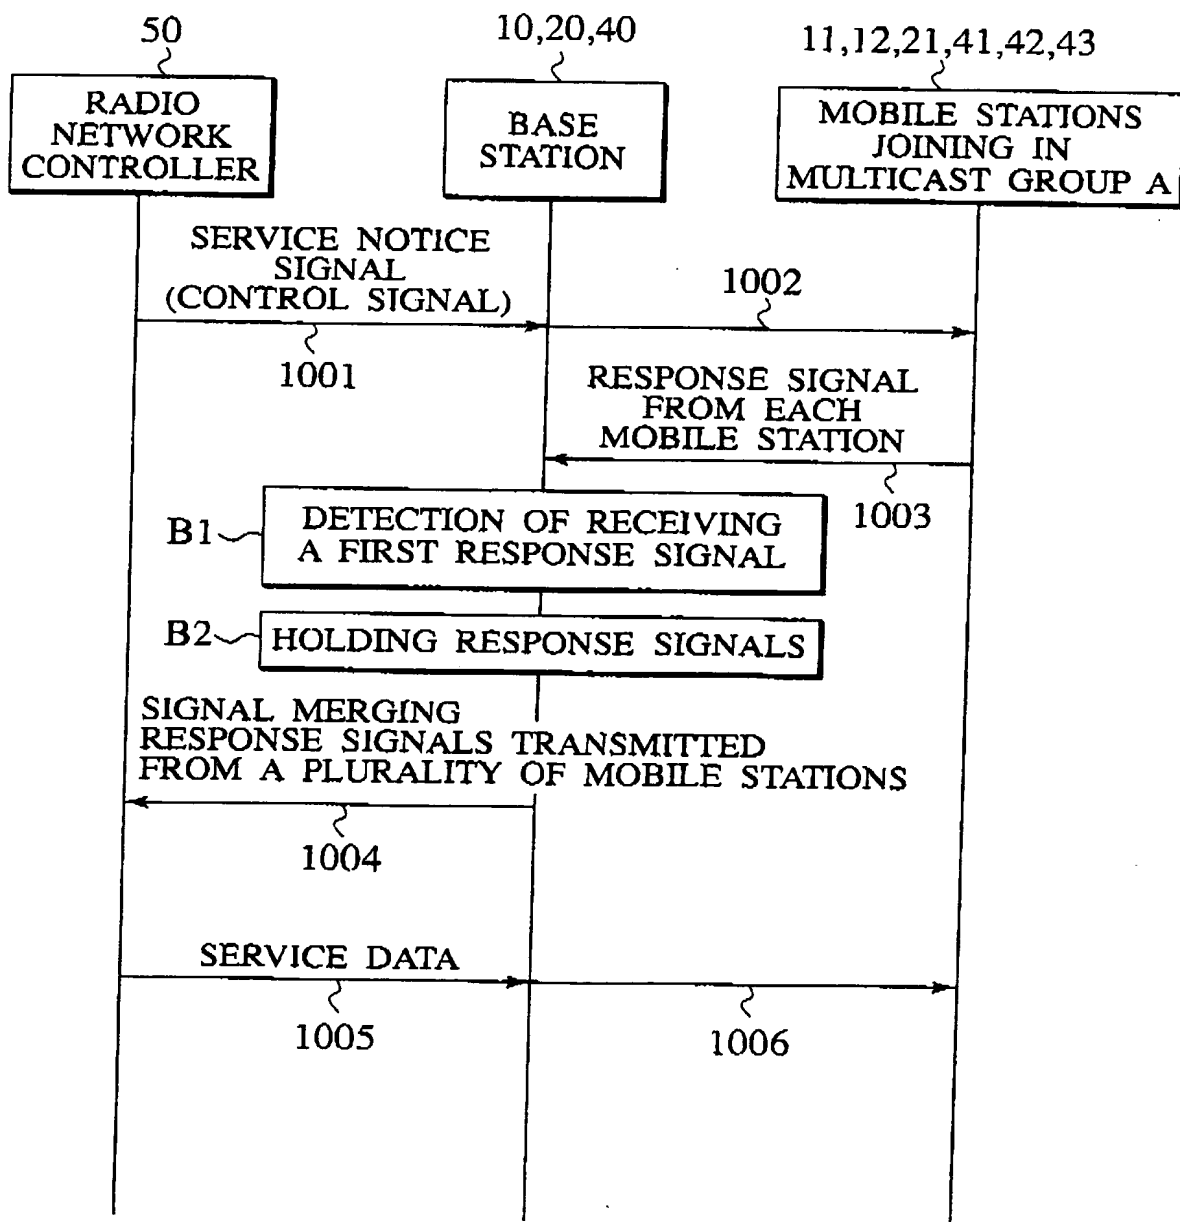 50
10,20,40
11,12,21,41,42,43
RADIO
NETWORK
CONTROLLER
BASE
STATION
MOBILE STATIONS
JOINING IN
MULTICAST GROUP A
SERVICE NOTICE
SIGNAL
(CONTROL SIGNAL)
1002
1001
RESPONSE SIGNAL
FROM EACH
MOBILE STATION
1003
B1
DETECTION OF RECEIVING
A FIRST RESPONSE SIGNAL
B2
HOLDING RESPONSE SIGNALS
SIGNAL MERGING
RESPONSE SIGNALS TRANSMITTED
FROM A PLURALITY OF MOBILE STATIONS
1004
SERVICE DATA
1005
1006